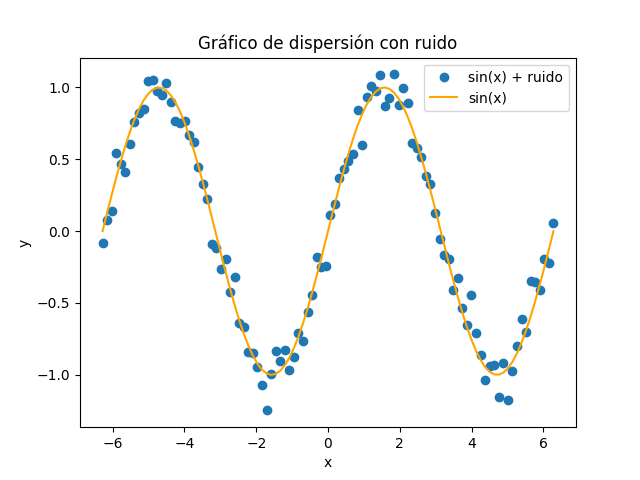 Gráfico de dispersión con ruido
sin(x) + ruido
sin(x)
1.0
0.5
0.0
−0.5
−1.0
y
−6 −4 −2 0 2 4 6
x